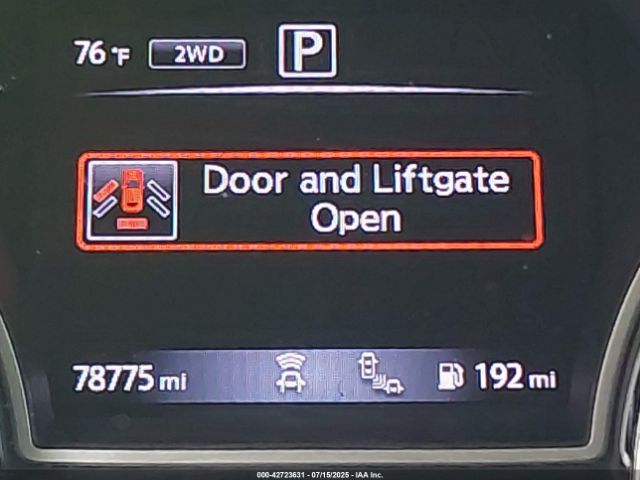 76 °F 2WD P
Door and Liftgate
Open
78775 mi 192 mi
000-42723631 - 07/15/2025 - IAA Inc.